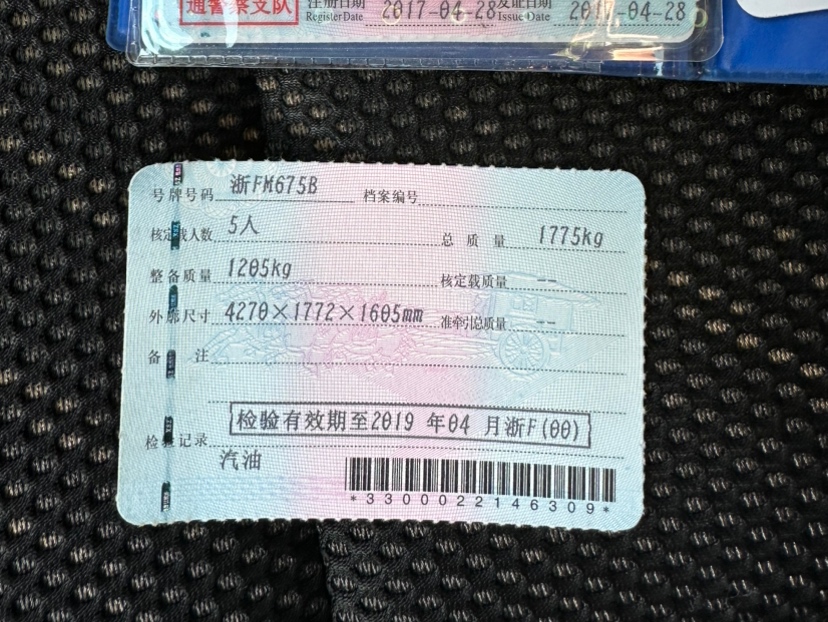 通警察支队 注册日期 2017-04-28 发证日期 2017-04-28
Register Date Issue Date
号牌号码 浙FM675B 档案编号
核定载人数 5人 总质量 1775kg
整备质量 1205kg 核定载质量 --
外廓尺寸 4270×1772×1605mm 准牵引总质量 --
备注
检验有效期至2019 年04 月浙F(00)
检验记录
汽油
*3300022146309*